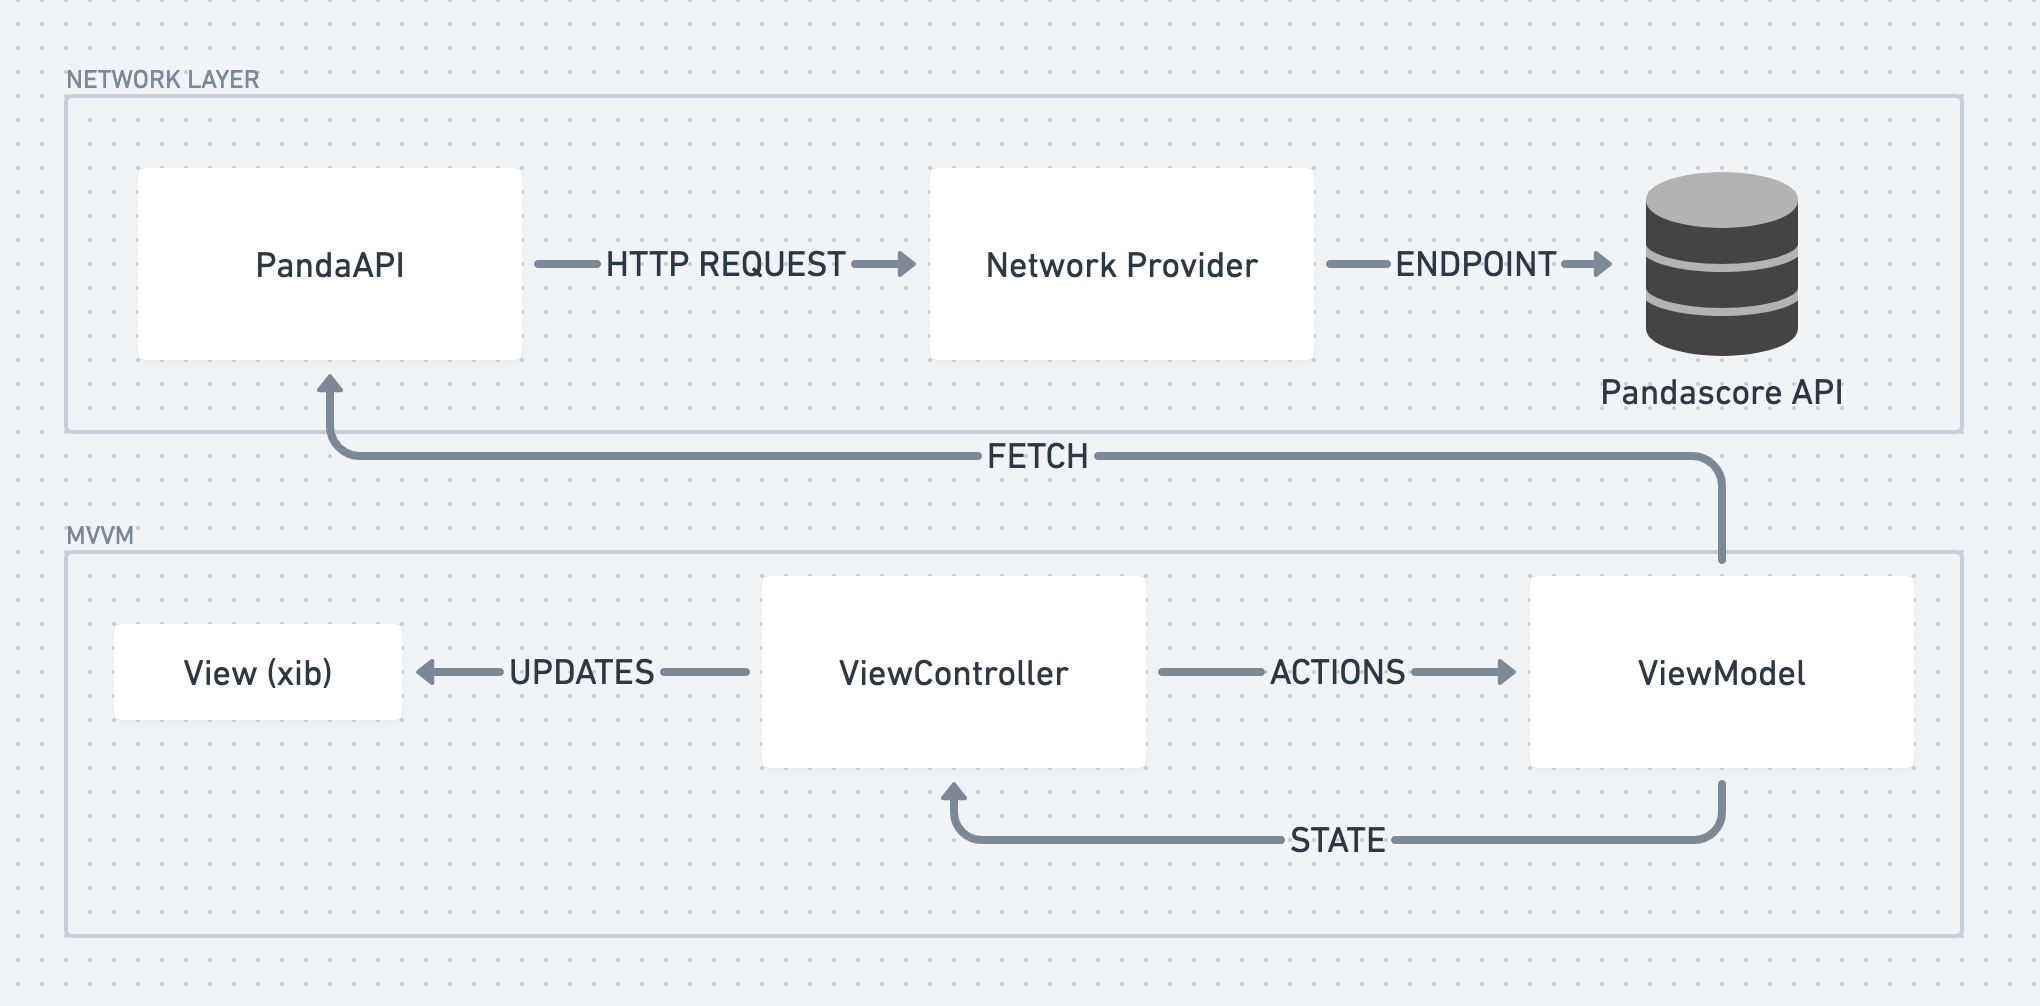 NETWORK LAYER
PandaAPI
HTTP REQUEST
Network Provider
ENDPOINT
Pandascore API
FETCH
MVVM
View (xib)
UPDATES
ViewController
ACTIONS
ViewModel
STATE